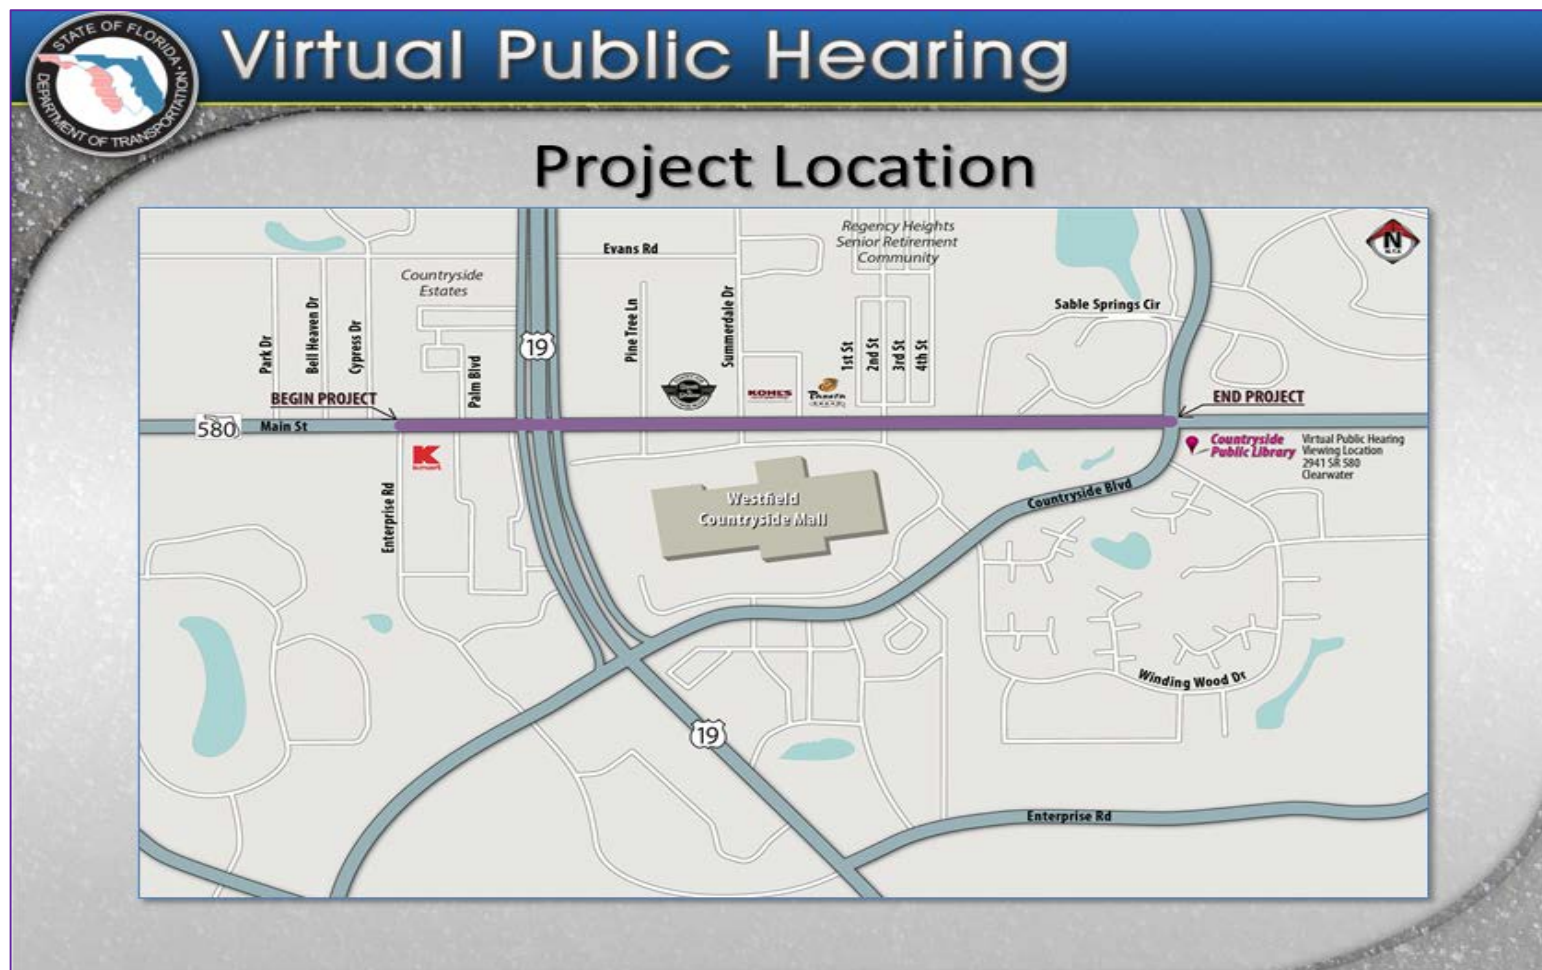 STATE OF FLORIDA
DEPARTMENT OF TRANSPORTATION
Virtual Public Hearing
Project Location
Regency Heights
Senior Retirement
Community
N
Evans Rd
Countryside
Estates
Sable Springs Cir
Park Dr
Bell Heaven Dr
Cypress Dr
Palm Blvd
19
Pine Tree Ln
Summerdale Dr
1st St
2nd St
3rd St
4th St
BEGIN PROJECT
KOHL'S
Panera
END PROJECT
580
Main St
Countryside
Public Library
Virtual Public Hearing
Viewing Location
2941 SR 580
Clearwater
K
kmart
Enterprise Rd
Westfield
Countryside Mall
Countryside Blvd
Winding Wood Dr
19
Enterprise Rd